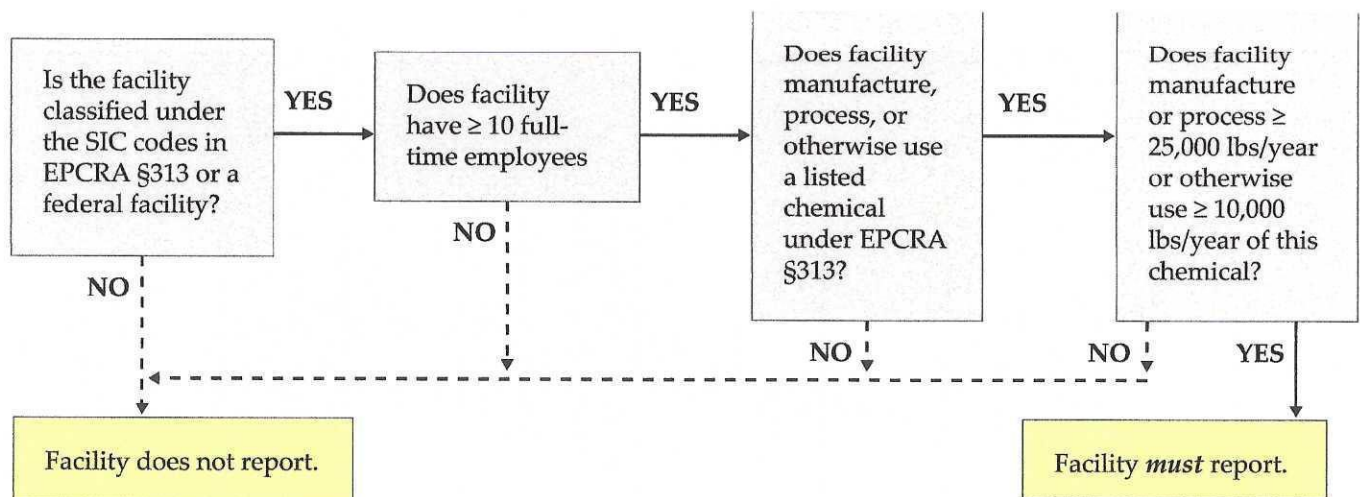 Is the facility
classified under
the SIC codes in
EPCRA §313 or a
federal facility?
YES
NO
Does facility
have ≥ 10 full-
time employees
YES
NO
Does facility
manufacture,
process, or
otherwise use
a listed
chemical
under EPCRA
§313?
YES
NO
Does facility
manufacture
or process ≥
25,000 lbs/year
or otherwise
use ≥ 10,000
lbs/year of this
chemical?
NO
YES
Facility does not report.
Facility must report.